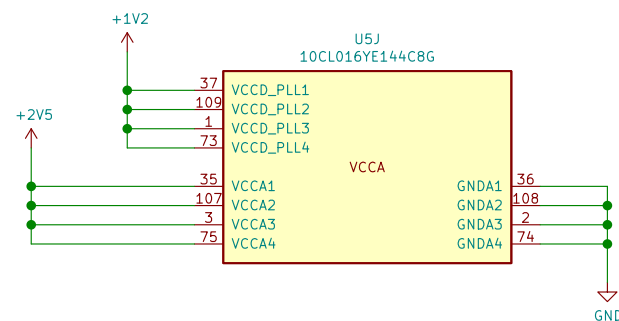 +1V2
U5J
10CL016YE144C8G
37 VCCD_PLL1
109 VCCD_PLL2
+2V5
1 VCCD_PLL3
73 VCCD_PLL4
VCCA
35 VCCA1 GNDA1 36
107 VCCA2 GNDA2 108
3 VCCA3 GNDA3 2
75 VCCA4 GNDA4 74
GND